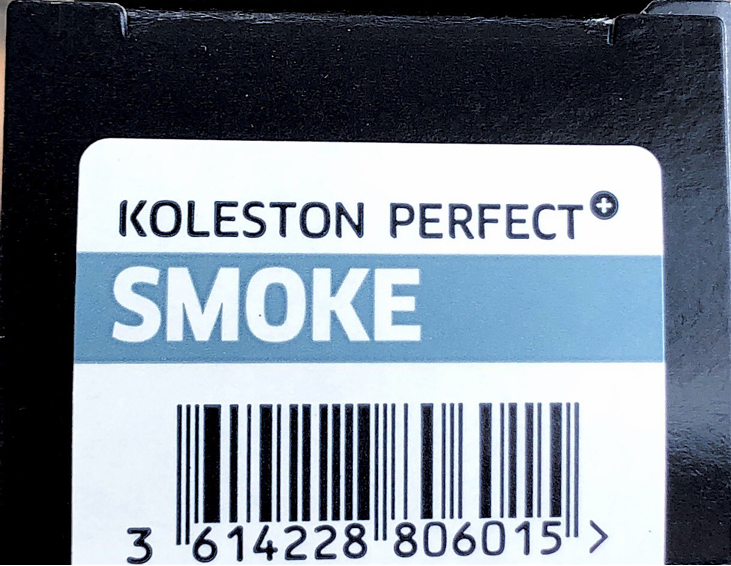 KOLESTON PERFECT+
SMOKE
3 614228 806015 >